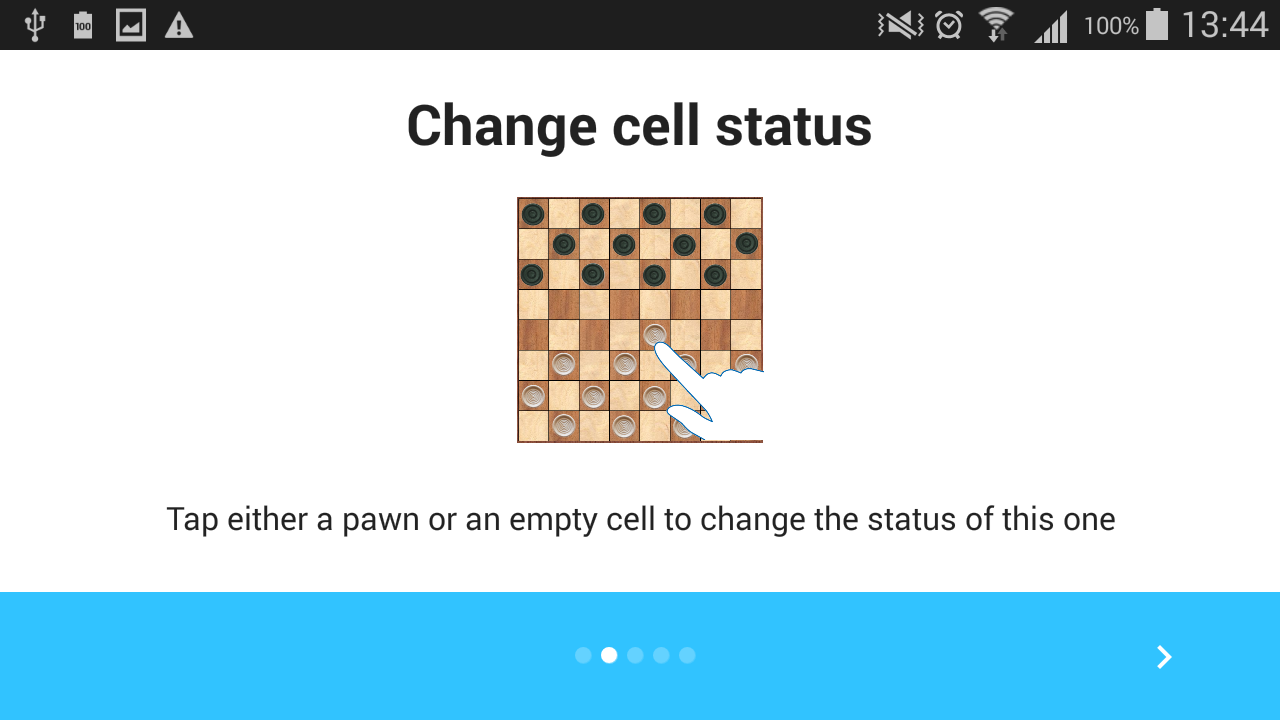 100
100%
13:44
Change cell status
Tap either a pawn or an empty cell to change the status of this one